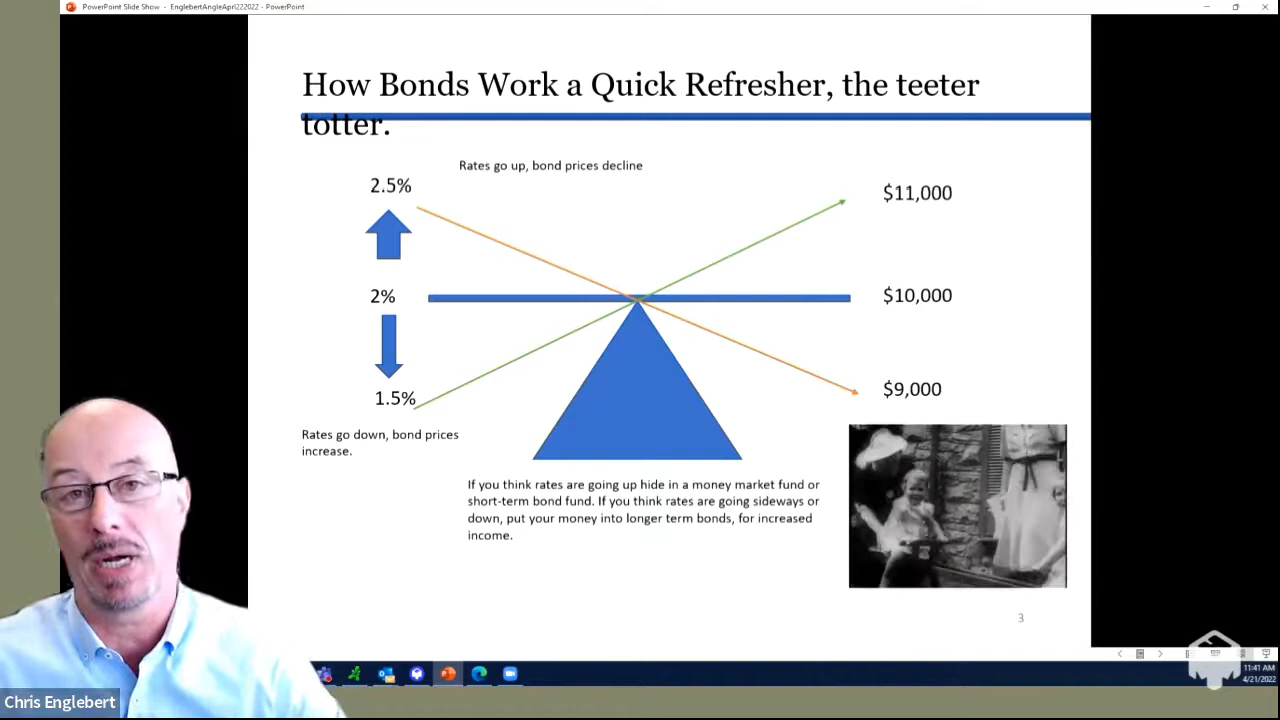 PowerPoint Slide Show - EnglebertAngleApril222022 - PowerPoint
How Bonds Work a Quick Refresher, the teeter
totter.
Rates go up, bond prices decline
2.5%
$11,000
2%
$10,000
1.5%
$9,000
Rates go down, bond prices
increase.
If you think rates are going up hide in a money market fund or
short-term bond fund. If you think rates are going sideways or
down, put your money into longer term bonds, for increased
income.
3
11:41 AM
4/21/2022
Chris Englebert